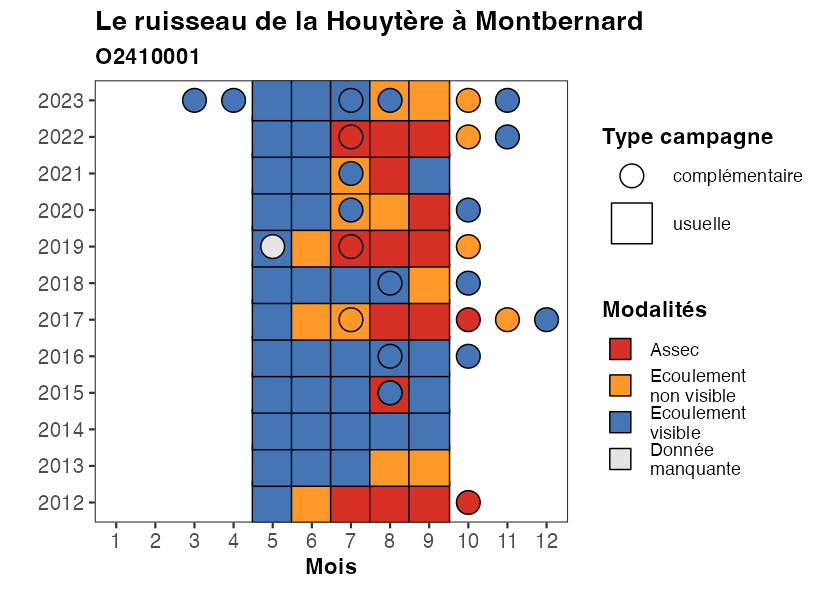 Le ruisseau de la Houytère à Montbernard
O2410001
2023
2022
2021
2020
2019
2018
2017
2016
2015
2014
2013
2012
1 2 3 4 5 6 7 8 9 10 11 12
Mois
Type campagne
complémentaire
usuelle
Modalités
Assec
Ecoulement
non visible
Ecoulement
visible
Donnée
manquante